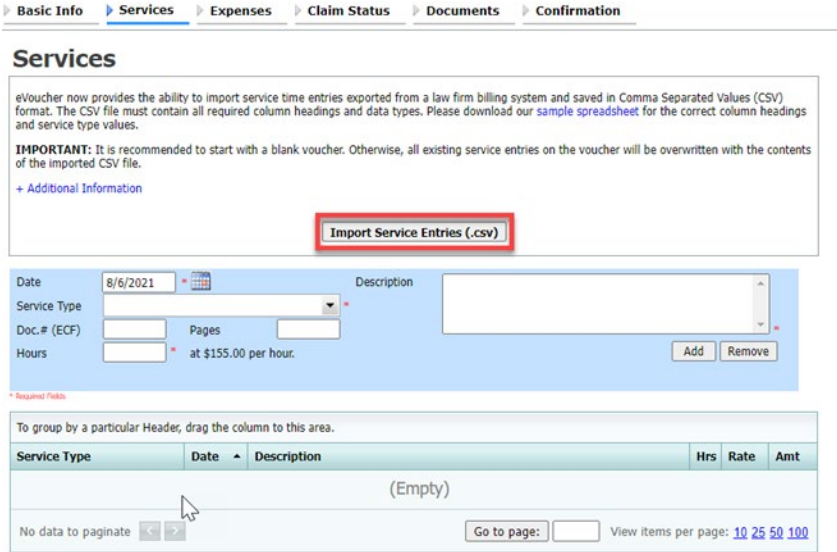 Basic Info Services Expenses Claim Status Documents Confirmation
Services
eVoucher now provides the ability to import service time entries exported from a law firm billing system and saved in Comma Separated Values (CSV)
format. The CSV file must contain all required column headings and data types. Please download our sample spreadsheet for the correct column headings
and service type values.
IMPORTANT: It is recommended to start with a blank voucher. Otherwise, all existing service entries on the voucher will be overwritten with the contents
of the imported CSV file.
+ Additional Information
Import Service Entries (.csv)
Date 8/6/2021 * Description
Service Type *
Doc.# (ECF) Pages *
Hours * at $155.00 per hour. Add Remove
* Required Fields
To group by a particular Header, drag the column to this area.
Service Type Date Description Hrs Rate Amt
(Empty)
No data to paginate < > Go to page: View items per page: 10 25 50 100